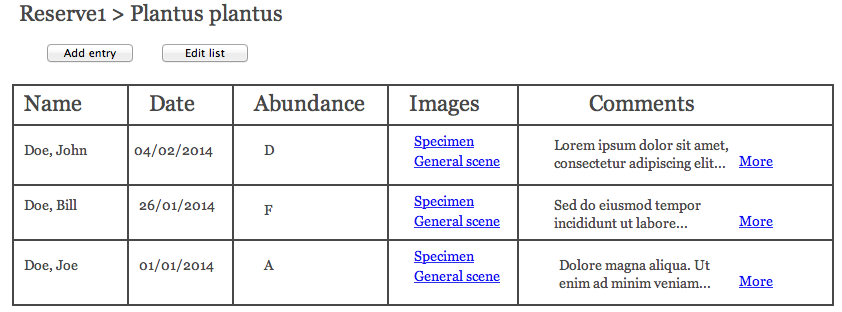 Reserve1 > Plantus plantus
Add entry Edit list
Name Date Abundance Images Comments
Doe, John 04/02/2014 D Specimen General scene Lorem ipsum dolor sit amet, consectetur adipiscing elit... More
Doe, Bill 26/01/2014 F Specimen General scene Sed do eiusmod tempor incididunt ut labore... More
Doe, Joe 01/01/2014 A Specimen General scene Dolore magna aliqua. Ut enim ad minim veniam... More